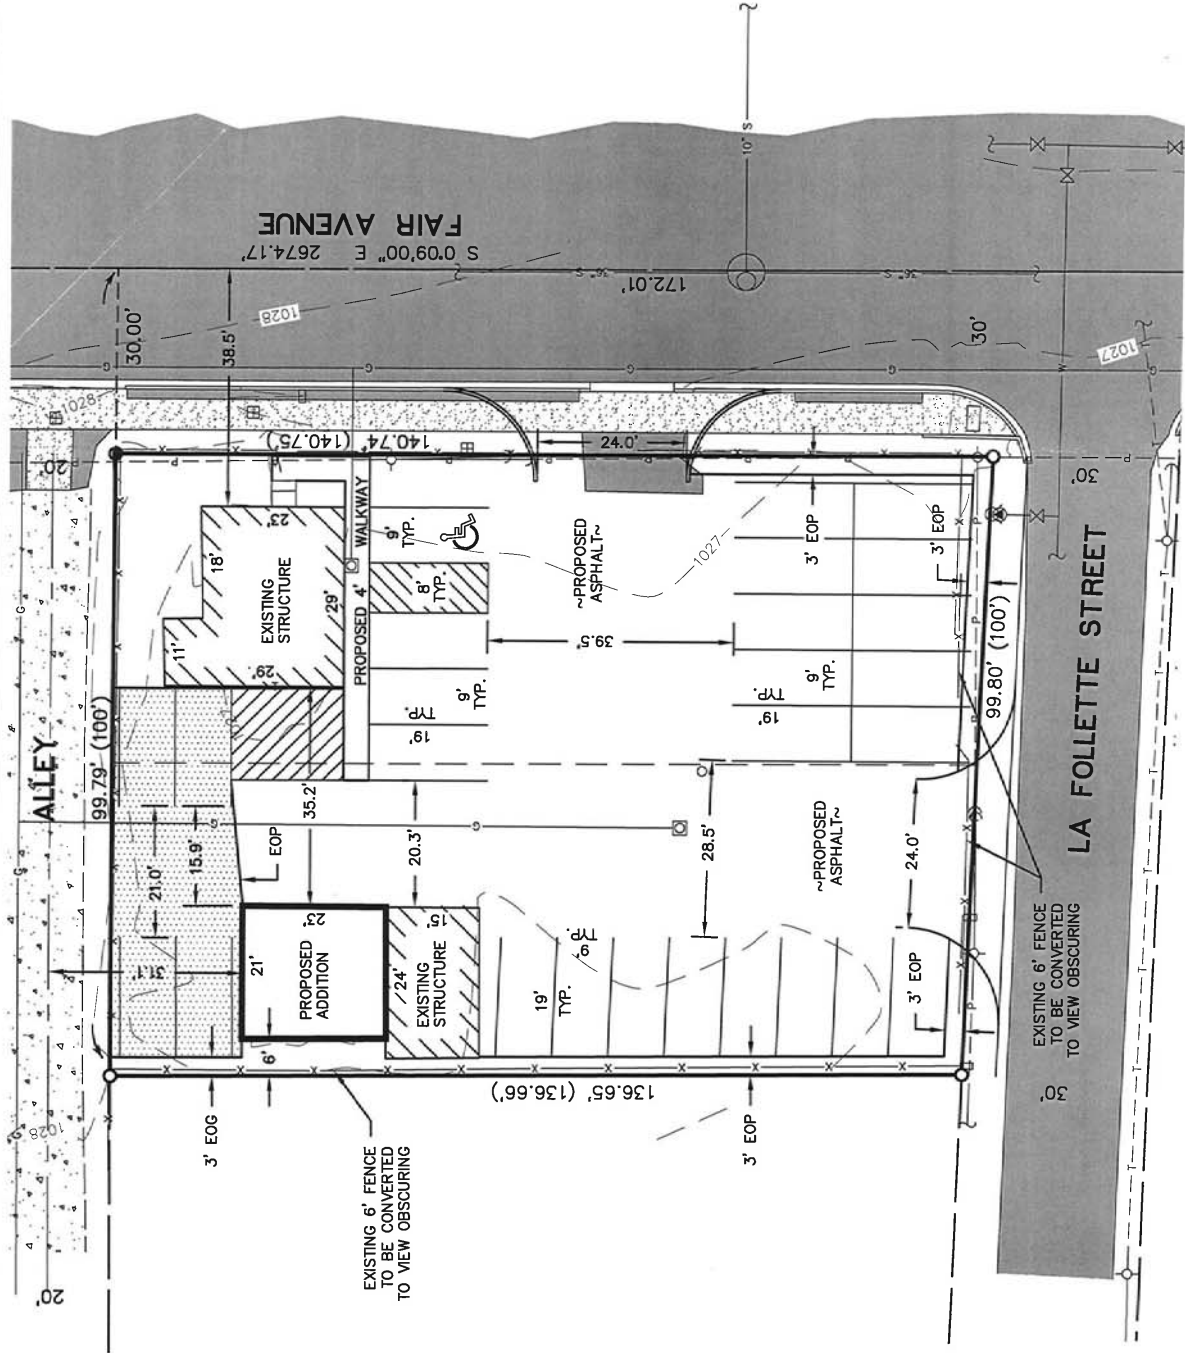 10" S
FAIR AVENUE
S 0°09'00" E 2674.17'
36" S
36" S
172.01'
30.00'
1028
38.5'
30'
1027
G
G
G
G
W
1028
140.74' (140.75')
24.0'
20'
30'
P
WALKWAY
PROPOSED 4'
23'
18'
EXISTING
STRUCTURE
29'
11'
29'
9'
TYP.
8'
TYP.
~PROPOSED
ASPHALT~
1027
3' EOP
3' EOP
39.5'
9'
TYP.
TYP.
19'
9'
TYP.
19'
99.80' (100')
LA FOLLETTE STREET
ALLEY
99.79' (100')
35.2'
21.0'
15.9'
EOP
20.3'
28.5'
~PROPOSED
ASPHALT~
24.0'
G
G
G
31.1'
21'
23'
PROPOSED
ADDITION
15'
24'
EXISTING
STRUCTURE
9'
TYP.
19'
TYP.
3' EOP
6'
EXISTING 6' FENCE
TO BE CONVERTED
TO VIEW OBSCURING
136.65' (136.66')
30'
1028
3' EOG
3' EOP
EXISTING 6' FENCE
TO BE CONVERTED
TO VIEW OBSCURING
20'